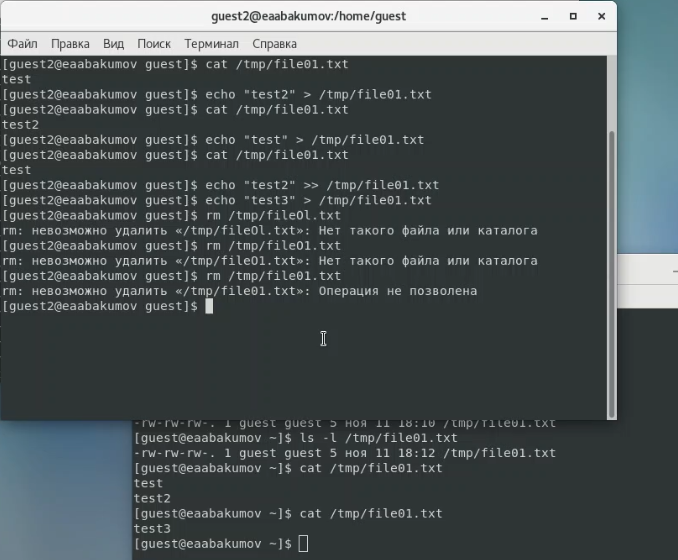 guest2@eaabakumov:/home/guest
Файл Правка Вид Поиск Терминал Справка
[guest2@eaabakumov guest]$ cat /tmp/file01.txt
test
[guest2@eaabakumov guest]$ echo "test2" > /tmp/file01.txt
[guest2@eaabakumov guest]$ cat /tmp/file01.txt
test2
[guest2@eaabakumov guest]$ echo "test" > /tmp/file01.txt
[guest2@eaabakumov guest]$ cat /tmp/file01.txt
test
[guest2@eaabakumov guest]$ echo "test2" >> /tmp/file01.txt
[guest2@eaabakumov guest]$ echo "test3" > /tmp/file01.txt
[guest2@eaabakumov guest]$ rm /tmp/fileOl.txt
rm: невозможно удалить «/tmp/fileOl.txt»: Нет такого файла или каталога
[guest2@eaabakumov guest]$ rm /tmp/fileO1.txt
rm: невозможно удалить «/tmp/fileO1.txt»: Нет такого файла или каталога
[guest2@eaabakumov guest]$ rm /tmp/file01.txt
rm: невозможно удалить «/tmp/file01.txt»: Операция не позволена
[guest2@eaabakumov guest]$
-rw-rw-rw-. 1 guest guest 5 ноя 11 18:10 /tmp/file01.txt
[guest@eaabakumov ~]$ ls -l /tmp/file01.txt
-rw-rw-rw-. 1 guest guest 5 ноя 11 18:12 /tmp/file01.txt
[guest@eaabakumov ~]$ cat /tmp/file01.txt
test
test2
[guest@eaabakumov ~]$ cat /tmp/file01.txt
test3
[guest@eaabakumov ~]$